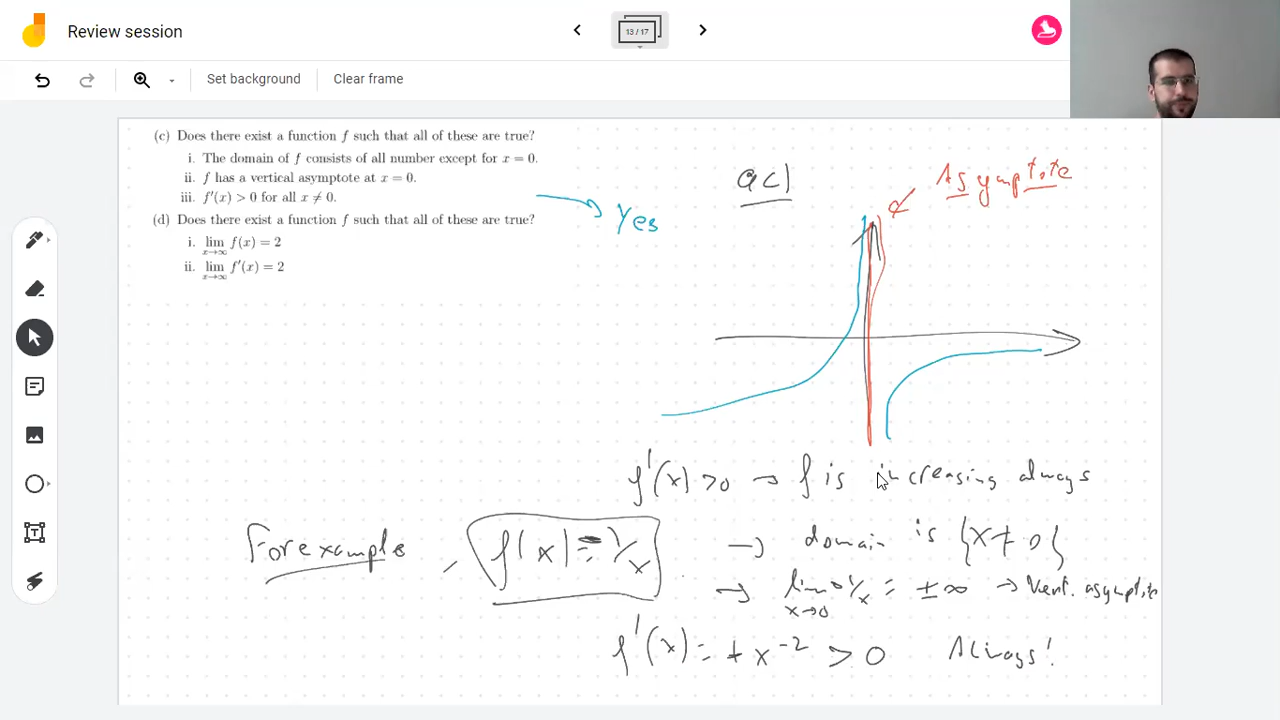 Review session
13 / 17
Set background
Clear frame
(c) Does there exist a function f such that all of these are true?
i. The domain of f consists of all number except for x = 0.
ii. f has a vertical asymptote at x = 0.
iii. f′(x) > 0 for all x ≠ 0.
(d) Does there exist a function f such that all of these are true?
i. lim x→∞ f(x) = 2
ii. lim x→∞ f′(x) = 2
Yes
9c)
Asymptote
f'(x) >0 → f is increasing always
For example, f(x) = -1/x → domain is {x≠0}
→ lim x→0 -1/x = ±∞ → Vert. asymptote
f'(x) = +x^-2 > 0 Always!